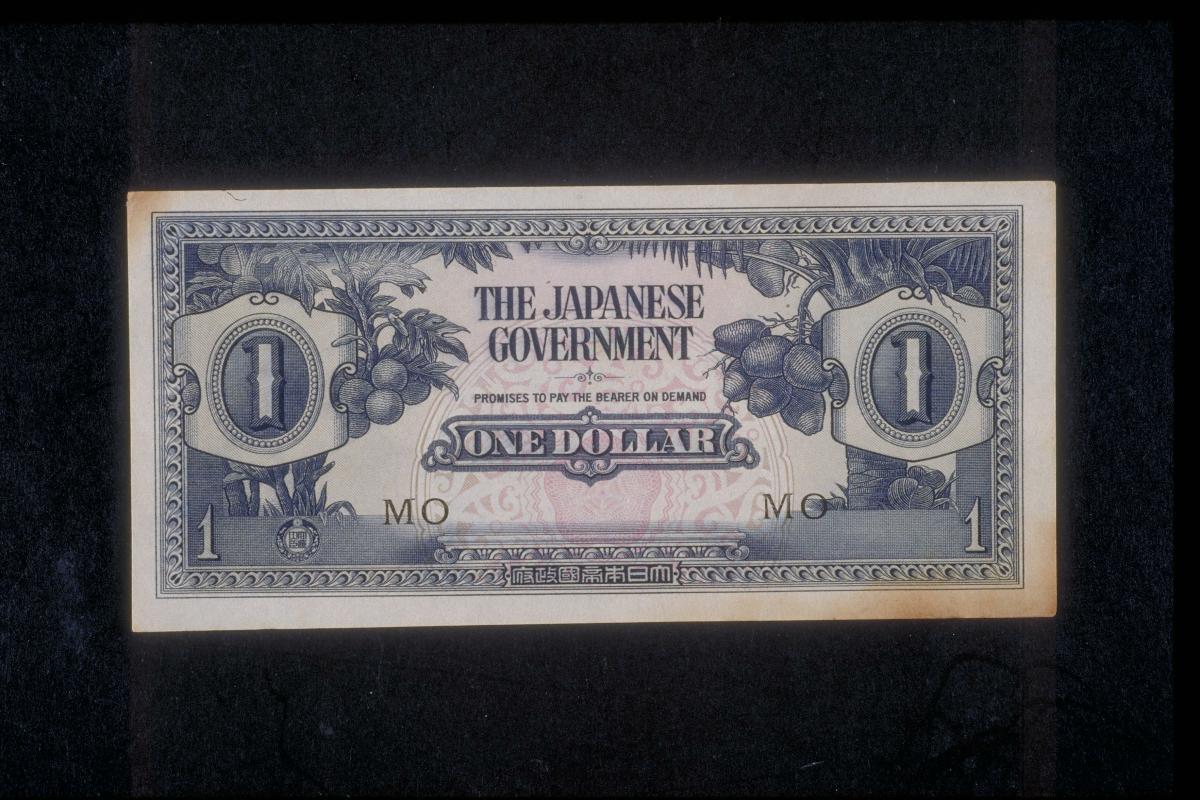 THE JAPANESE
GOVERNMENT
PROMISES TO PAY THE BEARER ON DEMAND
1
1
ONE DOLLAR
MO
MO
1
1
府政國帝本日大